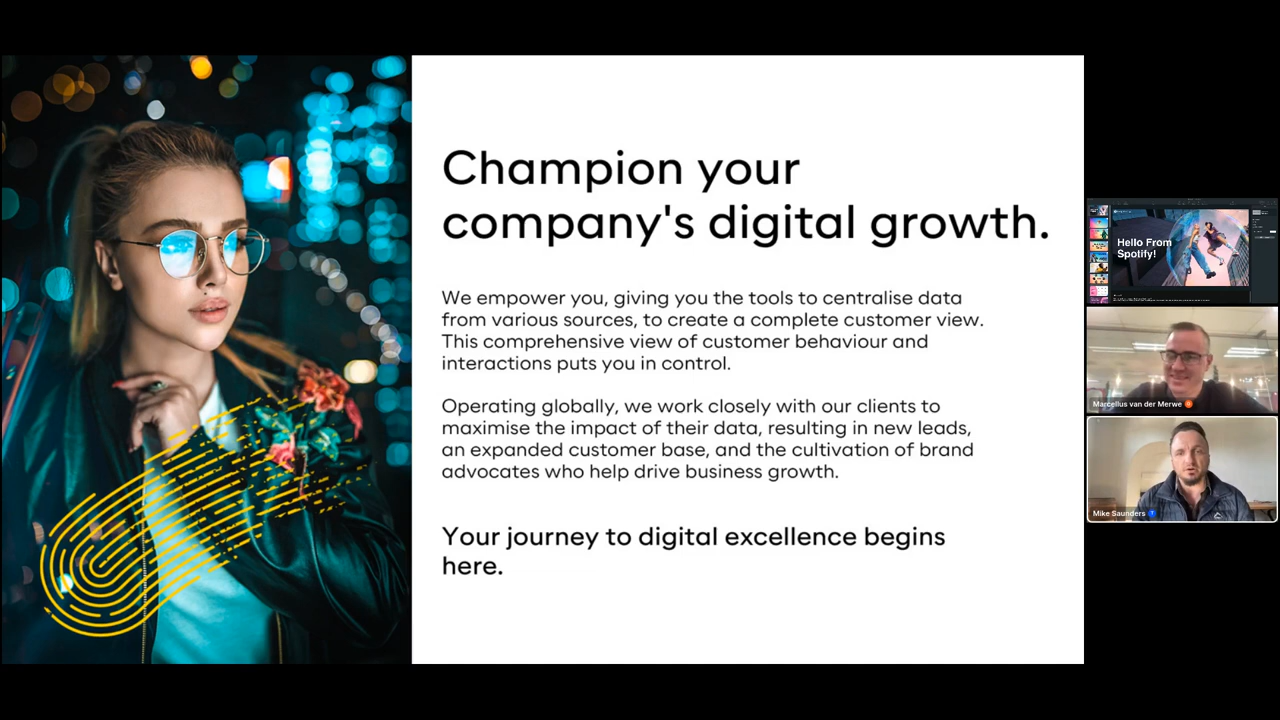 Champion your
company's digital growth.
We empower you, giving you the tools to centralise data
from various sources, to create a complete customer view.
This comprehensive view of customer behaviour and
interactions puts you in control.
Operating globally, we work closely with our clients to
maximise the impact of their data, resulting in new leads,
an expanded customer base, and the cultivation of brand
advocates who help drive business growth.
Your journey to digital excellence begins
here.
Hello From
Spotify!
Marcellus van der Merwe
Mike Saunders